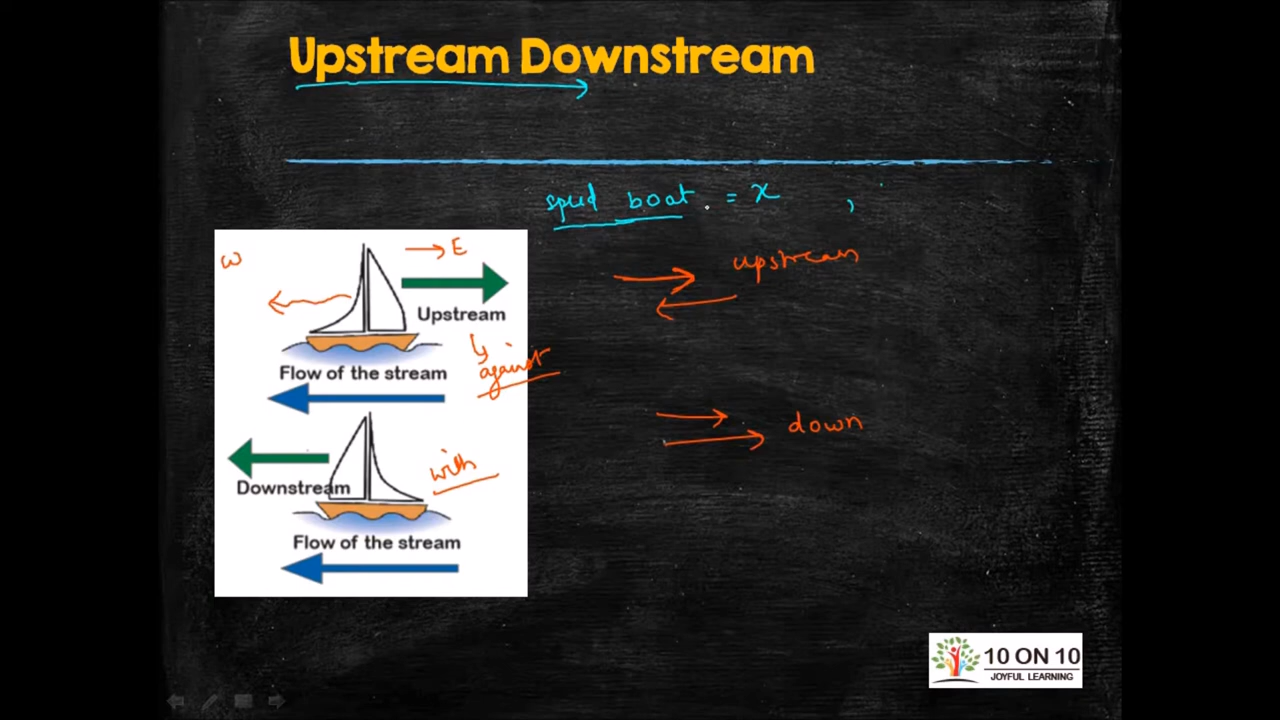 Upstream Downstream
speed boat = x ,
W
→ E
upstream
Upstream
against
Flow of the stream
down
with
Downstream
Flow of the stream
10 ON 10
JOYFUL LEARNING